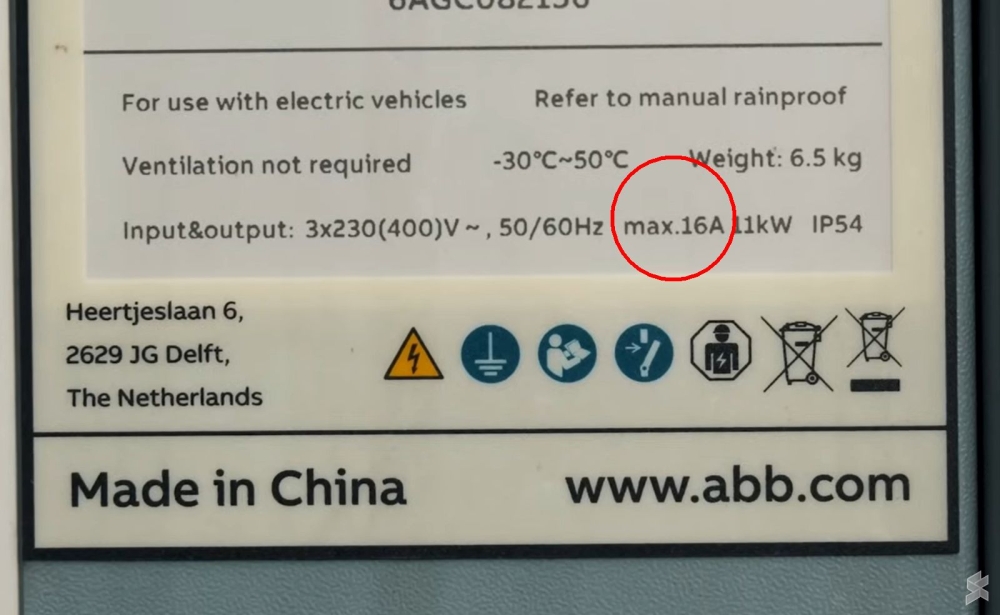 For use with electric vehicles Refer to manual rainproof
Ventilation not required -30°C~50°C Weight: 6.5 kg
Input&output: 3x230(400)V ~ , 50/60Hz max.16A 11kW IP54
Heertjeslaan 6,
2629 JG Delft,
The Netherlands
Made in China www.abb.com